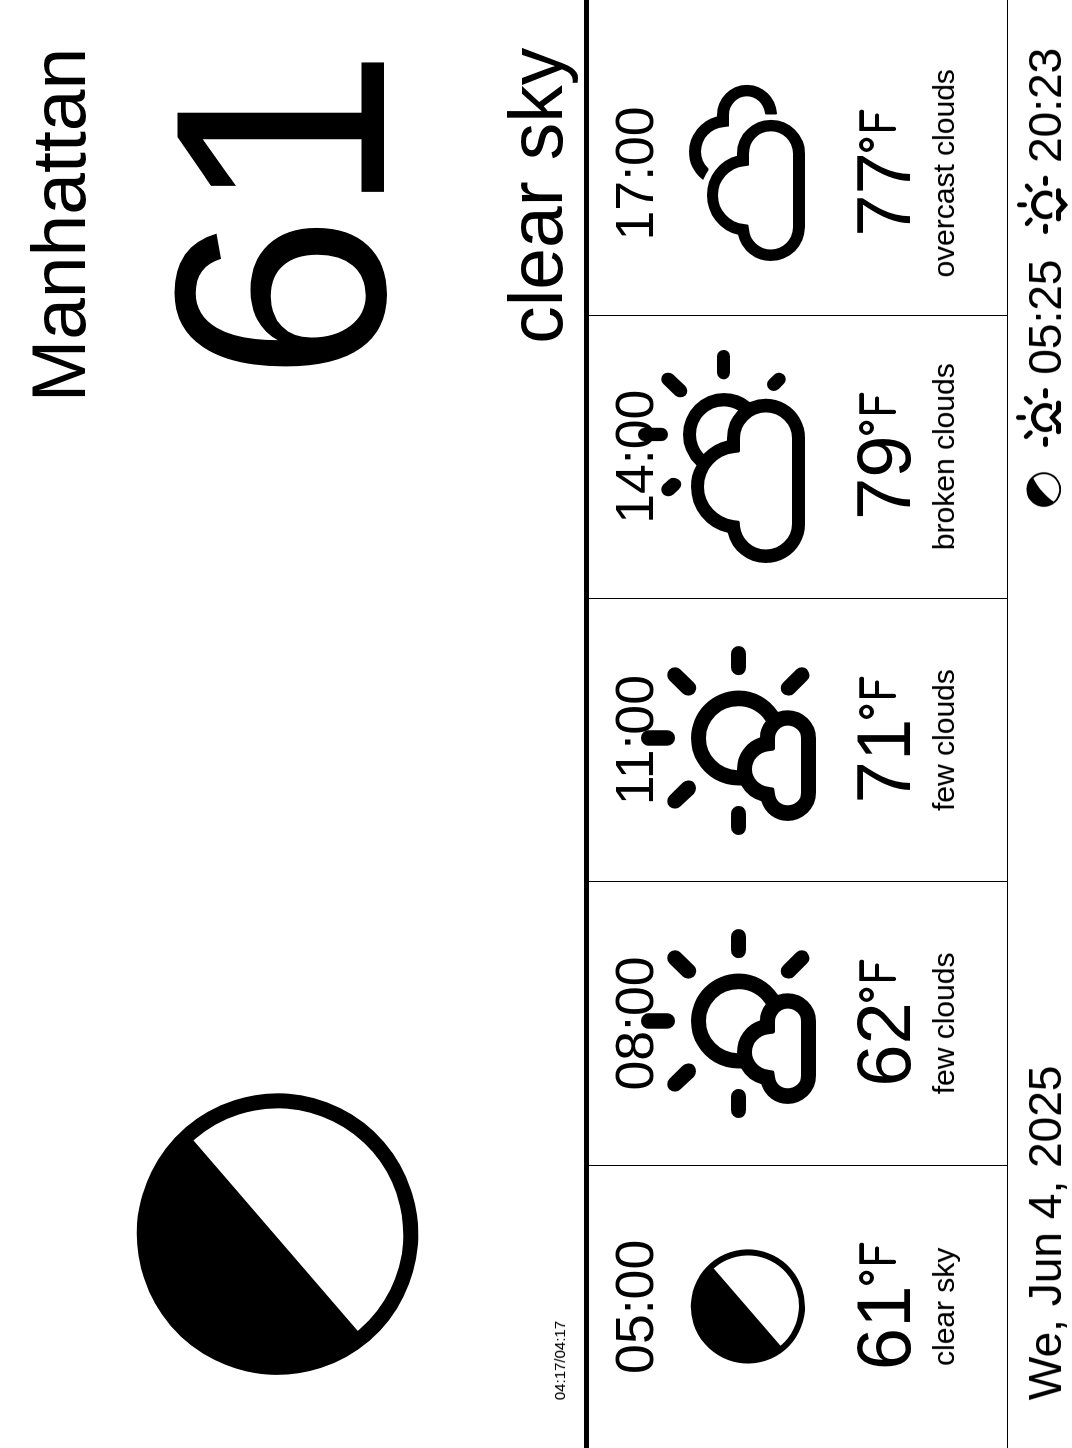 Manhattan
61
clear sky
04:17/04:17
05:00 08:00 11:00 14:00 17:00
61°F 62°F 71°F 79°F 77°F
clear sky few clouds few clouds broken clouds overcast clouds
We, Jun 4, 2025 05:25 20:23